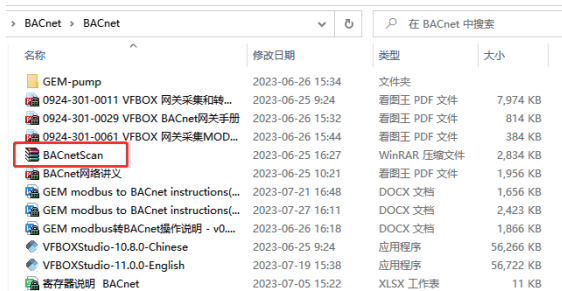 › BACnet › BACnet 在 BACnet 中搜索
名称 修改日期 类型 大小
GEM-pump 2023-06-26 15:34 文件夹
0924-301-0011 VFBOX 网关采集和转... 2023-06-25 9:24 看图王 PDF 文件 7,974 KB
0924-301-0029 VFBOX BACnet网关手册 2023-06-26 15:32 看图王 PDF 文件 814 KB
0924-301-0061 VFBOX 网关采集MOD... 2023-06-26 15:44 看图王 PDF 文件 384 KB
BACnetScan 2023-06-25 16:27 WinRAR 压缩文件 2,834 KB
BACnet网络讲义 2023-06-25 10:21 看图王 PDF 文件 1,956 KB
GEM modbus to BACnet instructions(... 2023-07-21 16:48 DOCX 文档 1,656 KB
GEM modbus to BACnet instructions(... 2023-07-27 16:11 DOCX 文档 2,423 KB
GEM modbus转BACnet操作说明 - v0.... 2023-06-26 16:18 DOCX 文档 1,866 KB
VFBOXStudio-10.8.0-Chinese 2023-06-25 9:24 应用程序 56,266 KB
VFBOXStudio-11.0.0-English 2023-07-19 15:38 应用程序 56,722 KB
寄存器说明 BACnet 2023-07-05 15:22 XLSX 工作表 11 KB